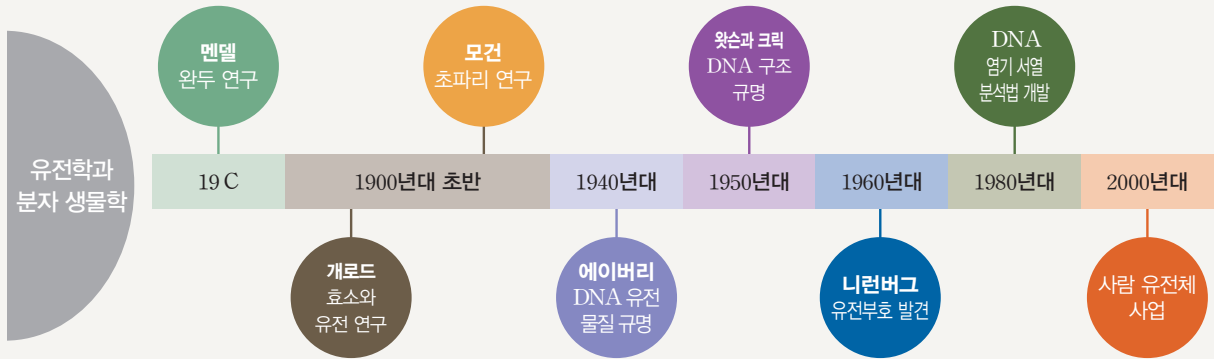 유전학과
분자 생물학
멘델
완두 연구
모건
초파리 연구
왓슨과 크릭
DNA 구조
규명
DNA
염기 서열
분석법 개발
19 C
1900년대 초반
1940년대
1950년대
1960년대
1980년대
2000년대
개로드
효소와
유전 연구
에이버리
DNA 유전
물질 규명
니런버그
유전부호 발견
사람 유전체
사업